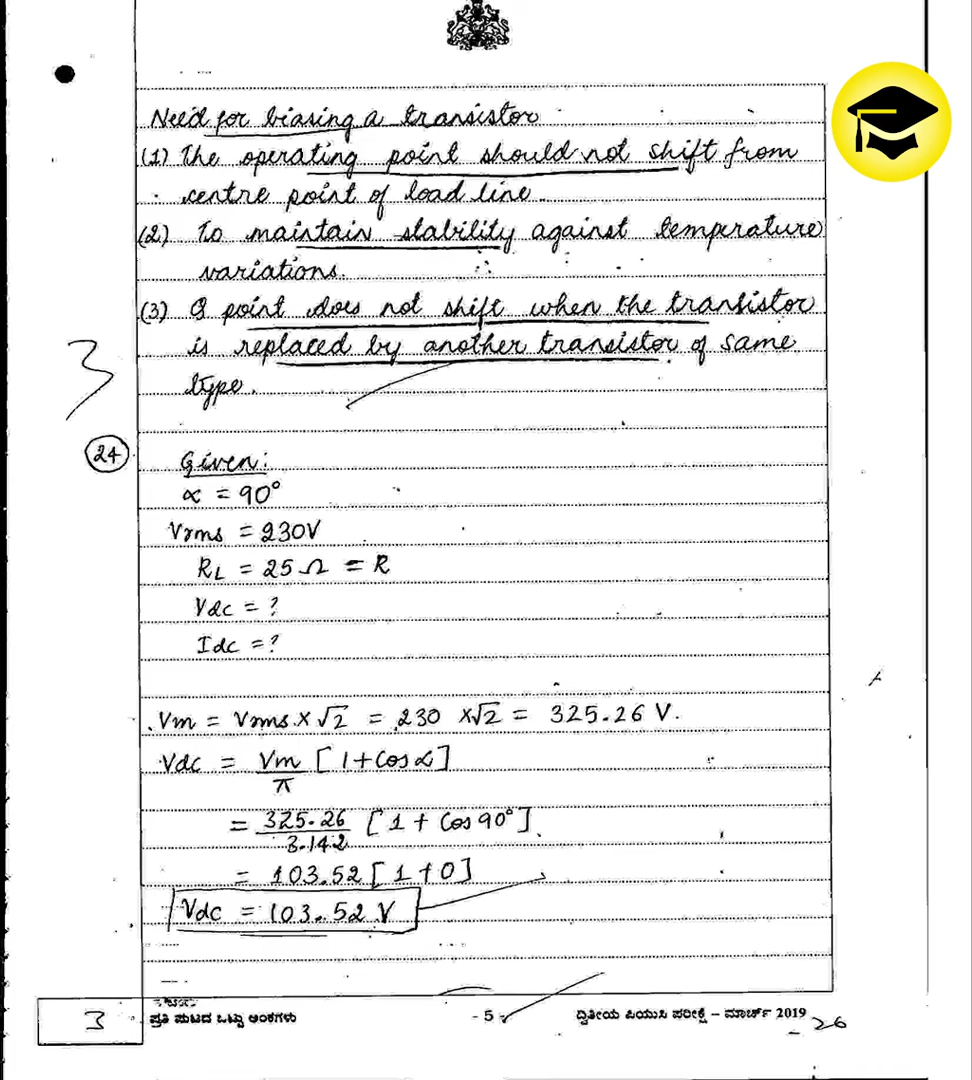 Need for biasing a transistor
(1) The operating point should not shift from
centre point of load line.
(2) To maintain stability against temperature
variations.
(3) Q point does not shift when the transistor
is replaced by another transistor of same
type.
3
24
Given:
α = 90°
Vrms = 230V
RL = 25 Ω = R
Vdc = ?
Idc = ?
Vm = Vrms × √2 = 230 × √2 = 325.26 V.
Vdc = Vm/π [1 + Cos α]
= 325.26/3.142 [1 + Cos 90°]
= 103.52 [1 + 0]
Vdc = 103.52 V
3
ಪ್ರತಿ ಪುಟದ ಒಟ್ಟು ಅಂಕಗಳು
- 5
ದ್ವಿತೀಯ ಪಿಯುಸಿ ಪರೀಕ್ಷೆ – ಮಾರ್ಚ್ 2019
26